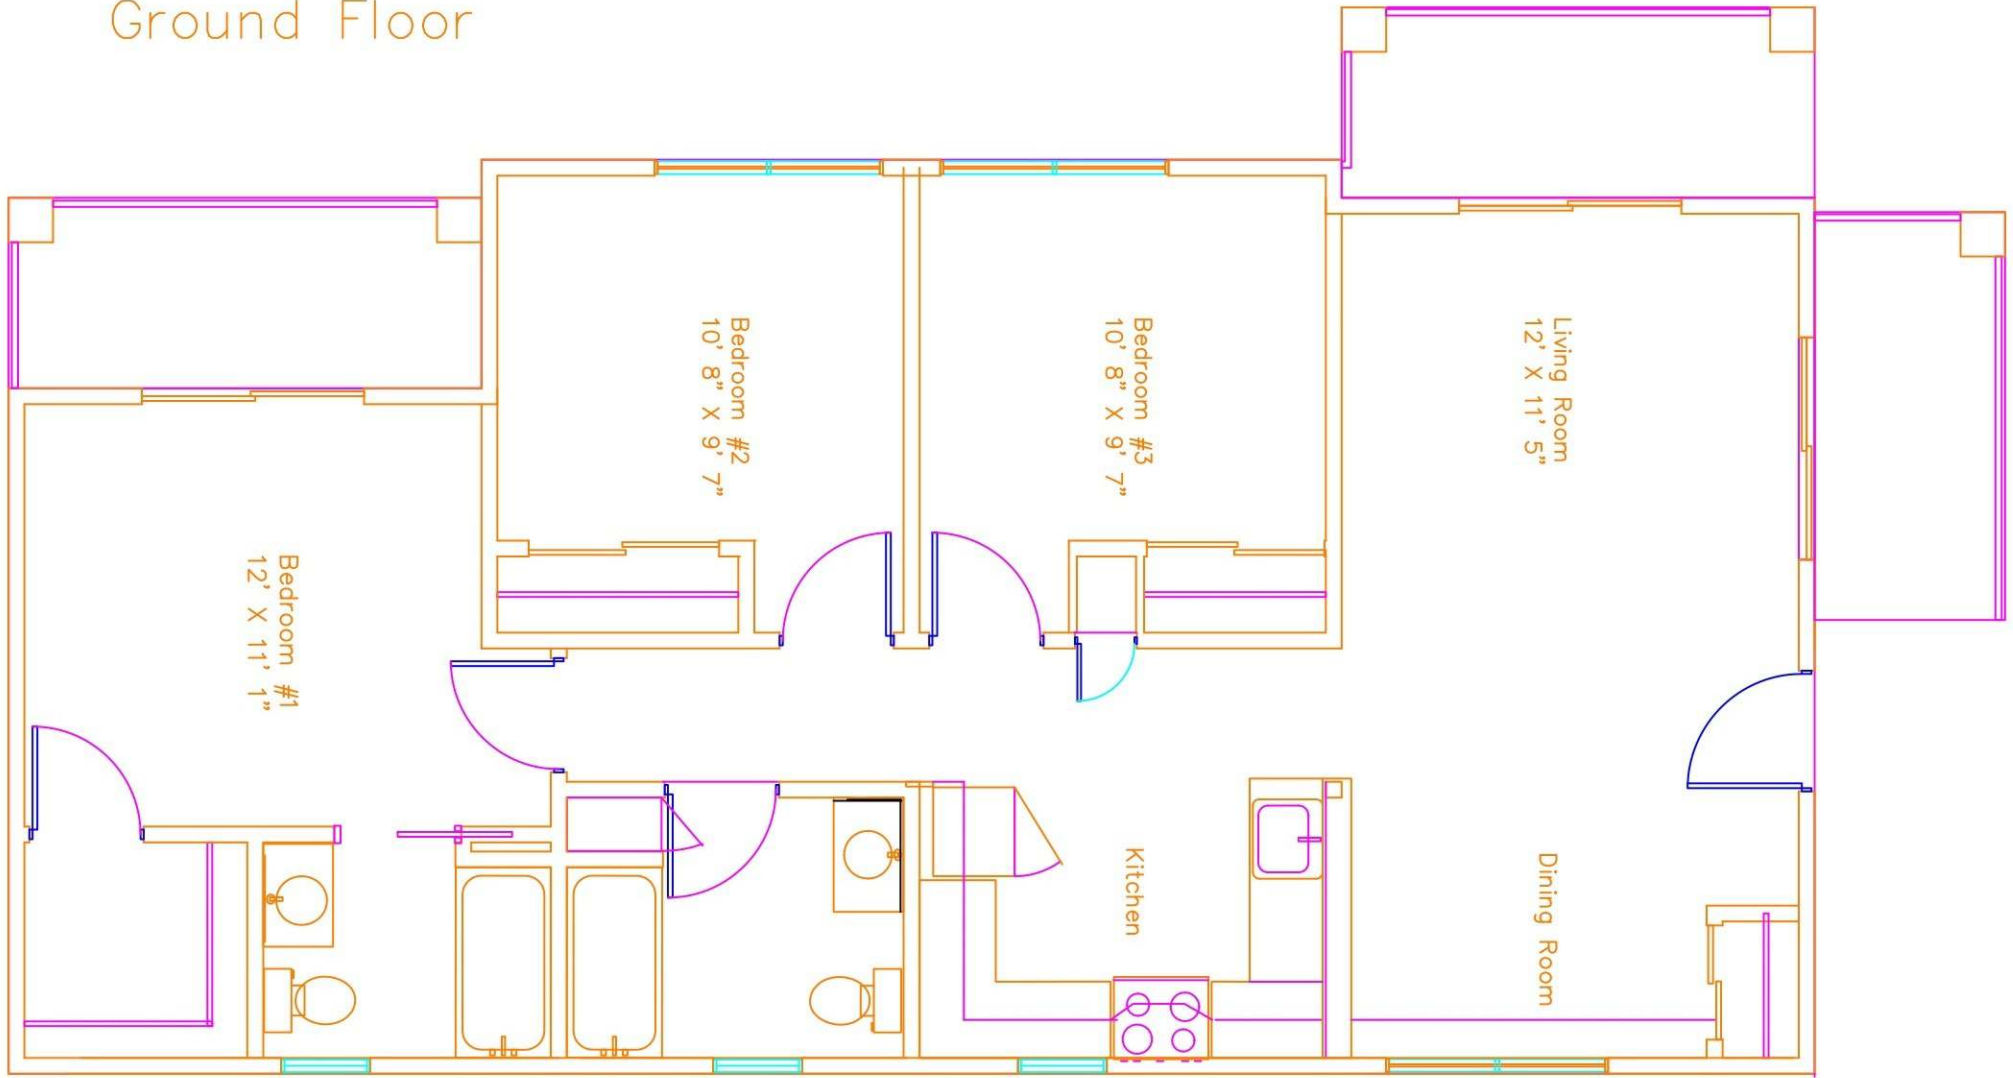 Ground Floor
Bedroom #2
10' 8" X 9' 7"
Bedroom #3
10' 8" X 9' 7"
Living Room
12' X 11' 5"
Bedroom #1
12' X 11' 1"
Kitchen
Dining Room